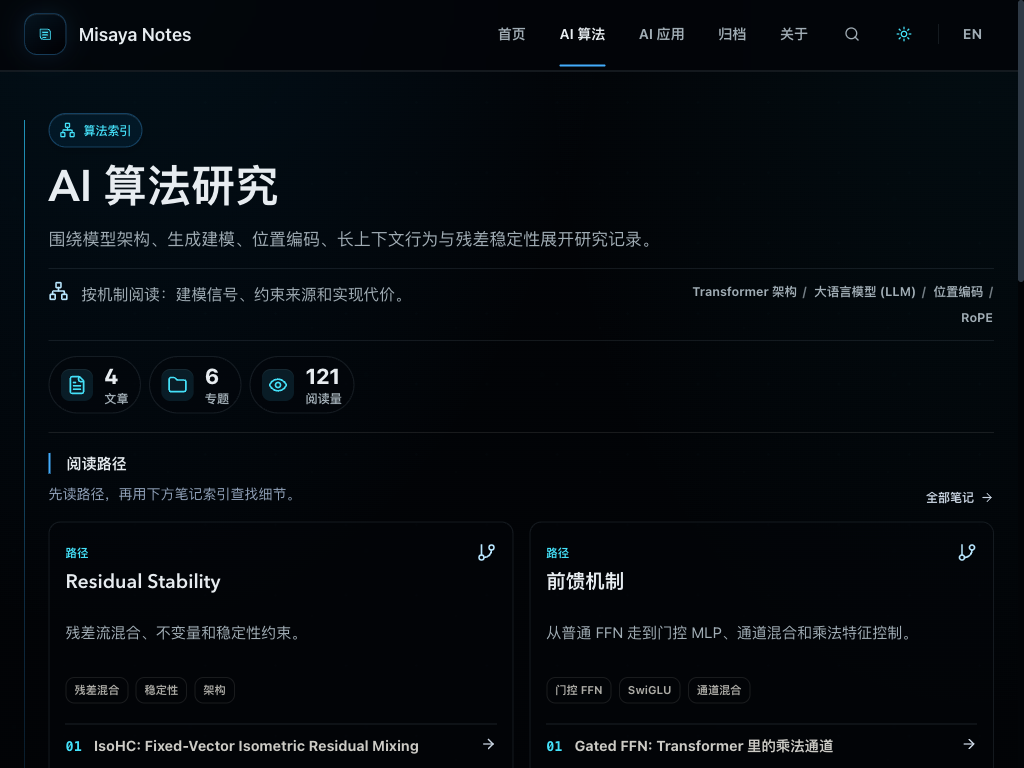 Misaya Notes
首页
AI 算法
AI 应用
归档
关于
EN
算法索引
AI 算法研究
围绕模型架构、生成建模、位置编码、长上下文行为与残差稳定性展开研究记录。
按机制阅读：建模信号、约束来源和实现代价。
Transformer 架构 / 大语言模型 (LLM) / 位置编码 /
RoPE
4
文章
6
专题
121
阅读量
阅读路径
先读路径，再用下方笔记索引查找细节。
全部笔记
路径
Residual Stability
残差流混合、不变量和稳定性约束。
残差混合
稳定性
架构
01 IsoHC: Fixed-Vector Isometric Residual Mixing
路径
前馈机制
从普通 FFN 走到门控 MLP、通道混合和乘法特征控制。
门控 FFN
SwiGLU
通道混合
01 Gated FFN: Transformer 里的乘法通道